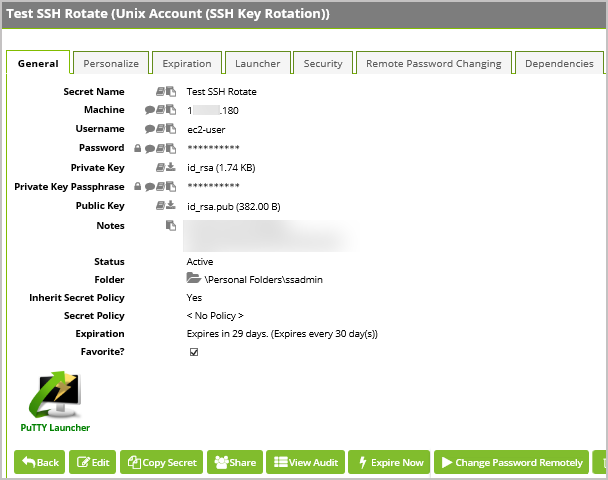 Test SSH Rotate (Unix Account (SSH Key Rotation))
General Personalize Expiration Launcher Security Remote Password Changing Dependencies
Secret Name Test SSH Rotate
Machine 1 .180
Username ec2-user
Password **********
Private Key id_rsa (1.74 KB)
Private Key Passphrase **********
Public Key id_rsa.pub (382.00 B)
Notes
Status Active
Folder \Personal Folders\ssadmin
Inherit Secret Policy Yes
Secret Policy < No Policy >
Expiration Expires in 29 days. (Expires every 30 day(s))
Favorite?
PuTTY Launcher
Back Edit Copy Secret Share View Audit Expire Now Change Password Remotely